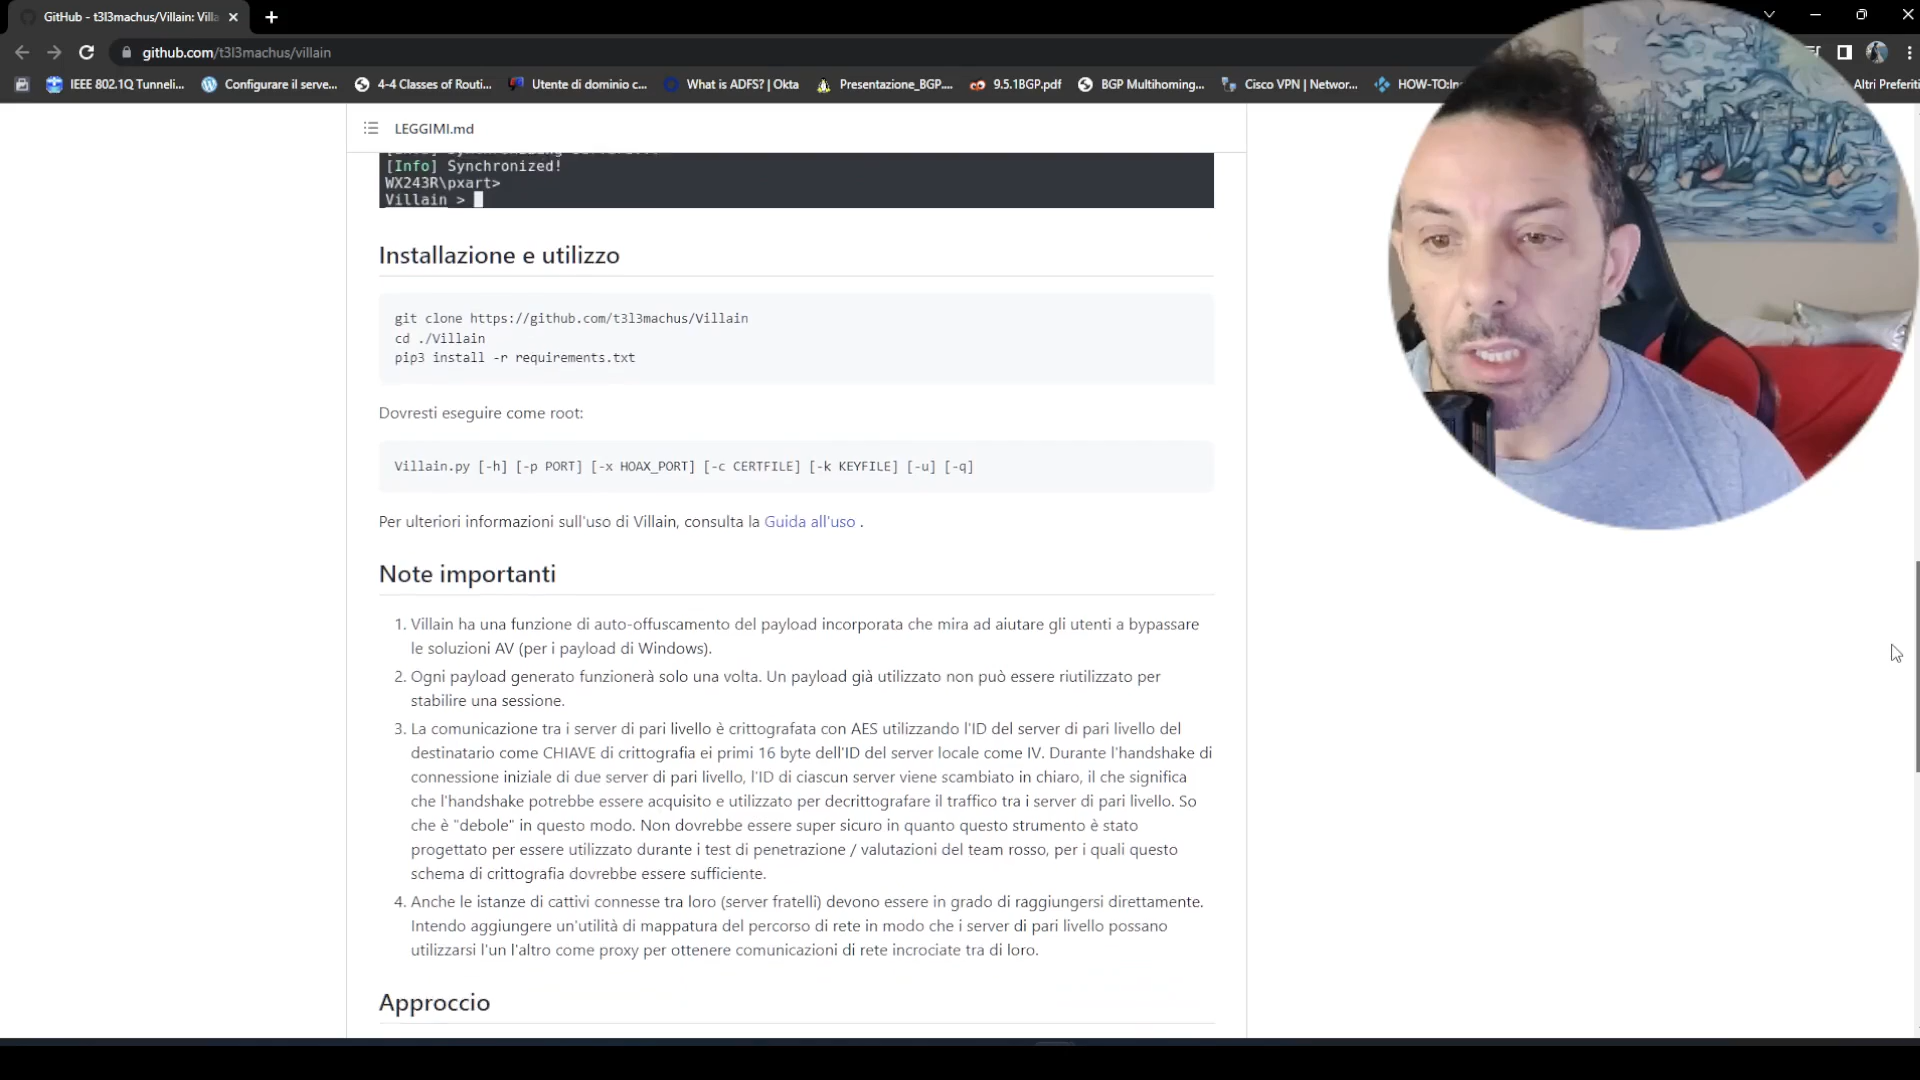 GitHub - t3l3machus/Villain: Villa
github.com/t3l3machus/villain
IEEE 802.1Q Tunneli...
Configurare il serve...
4-4 Classes of Routi...
Utente di dominio c...
What is ADFS? | Okta
Presentazione_BGP....
9.5.1BGP.pdf
BGP Multihoming...
Cisco VPN | Networ...
HOW-TO:In
Altri Preferiti
LEGGIMI.md
[Info] Synchronized!
WX243R\pxart>
Villain >
Installazione e utilizzo
git clone https://github.com/t3l3machus/Villain
cd ./Villain
pip3 install -r requirements.txt
Dovresti eseguire come root:
Villain.py [-h] [-p PORT] [-x HOAX_PORT] [-c CERTFILE] [-k KEYFILE] [-u] [-q]
Per ulteriori informazioni sull'uso di Villain, consulta la Guida all'uso .
Note importanti
1. Villain ha una funzione di auto-offuscamento del payload incorporata che mira ad aiutare gli utenti a bypassare
le soluzioni AV (per i payload di Windows).
2. Ogni payload generato funzionerà solo una volta. Un payload già utilizzato non può essere riutilizzato per
stabilire una sessione.
3. La comunicazione tra i server di pari livello è crittografata con AES utilizzando l'ID del server di pari livello del
destinatario come CHIAVE di crittografia ei primi 16 byte dell'ID del server locale come IV. Durante l'handshake di
connessione iniziale di due server di pari livello, l'ID di ciascun server viene scambiato in chiaro, il che significa
che l'handshake potrebbe essere acquisito e utilizzato per decrittografare il traffico tra i server di pari livello. So
che è "debole" in questo modo. Non dovrebbe essere super sicuro in quanto questo strumento è stato
progettato per essere utilizzato durante i test di penetrazione / valutazioni del team rosso, per i quali questo
schema di crittografia dovrebbe essere sufficiente.
4. Anche le istanze di cattivi connesse tra loro (server fratelli) devono essere in grado di raggiungersi direttamente.
Intendo aggiungere un'utilità di mappatura del percorso di rete in modo che i server di pari livello possano
utilizzarsi l'un l'altro come proxy per ottenere comunicazioni di rete incrociate tra di loro.
Approccio